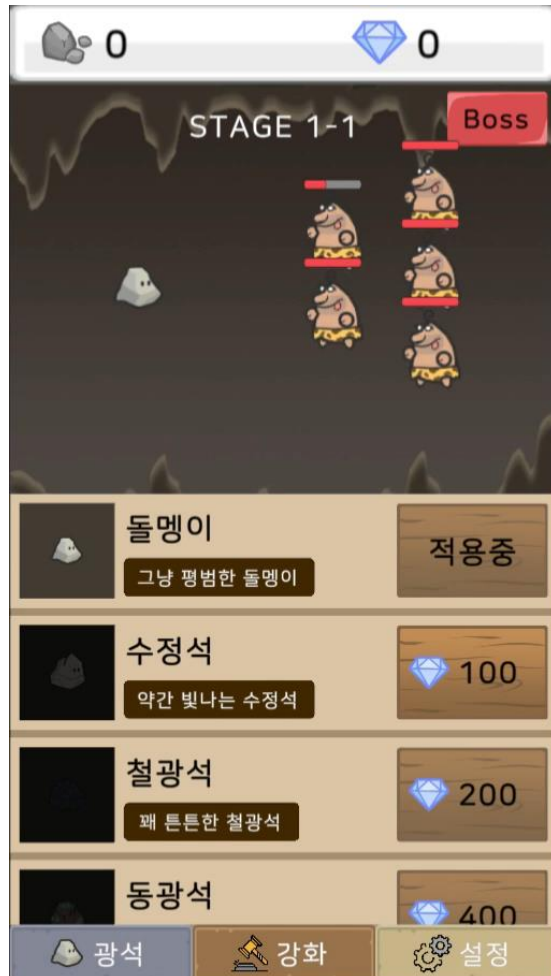 0
0
STAGE 1-1
Boss
돌멩이
그냥 평범한 돌멩이
적용중
수정석
약간 빛나는 수정석
100
철광석
꽤 튼튼한 철광석
200
동광석
400
광석
강화
설정